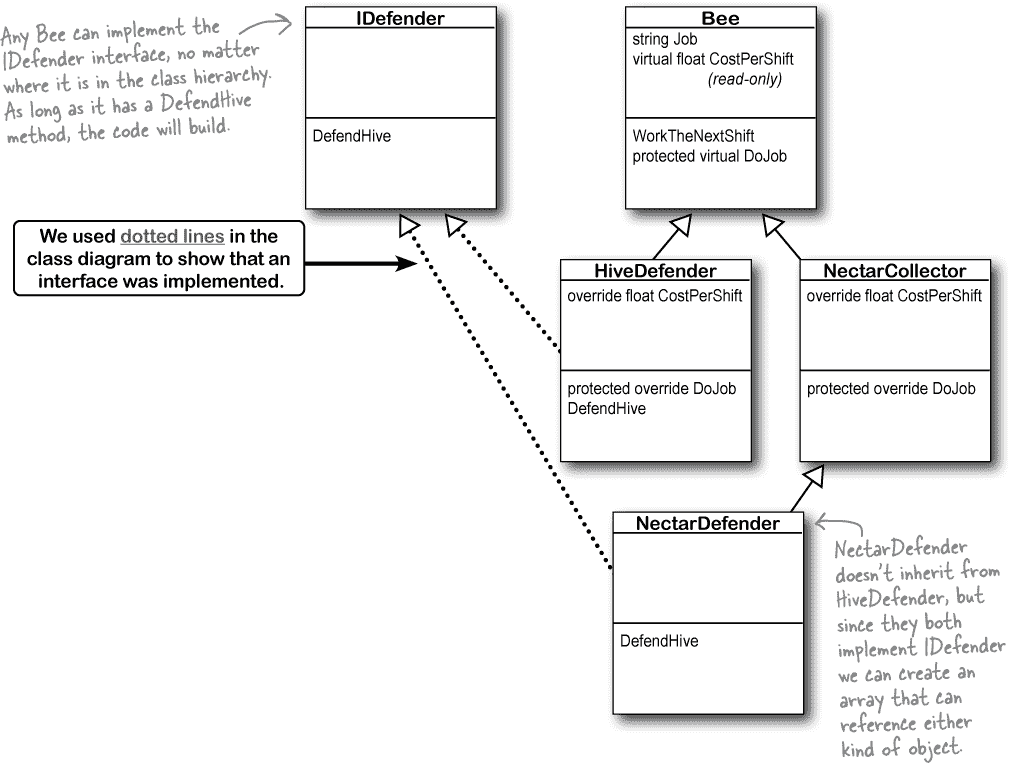 Any Bee can implement the
IDefender interface, no matter
where it is in the class hierarchy.
As long as it has a DefendHive
method, the code will build.
IDefender
DefendHive
Bee
string Job
virtual float CostPerShift
(read-only)
WorkTheNextShift
protected virtual DoJob
We used dotted lines in the
class diagram to show that an
interface was implemented.
HiveDefender
override float CostPerShift
protected override DoJob
DefendHive
NectarCollector
override float CostPerShift
protected override DoJob
NectarDefender
DefendHive
NectarDefender
doesn't inherit from
HiveDefender, but
since they both
implement IDefender
we can create an
array that can
reference either
kind of object.